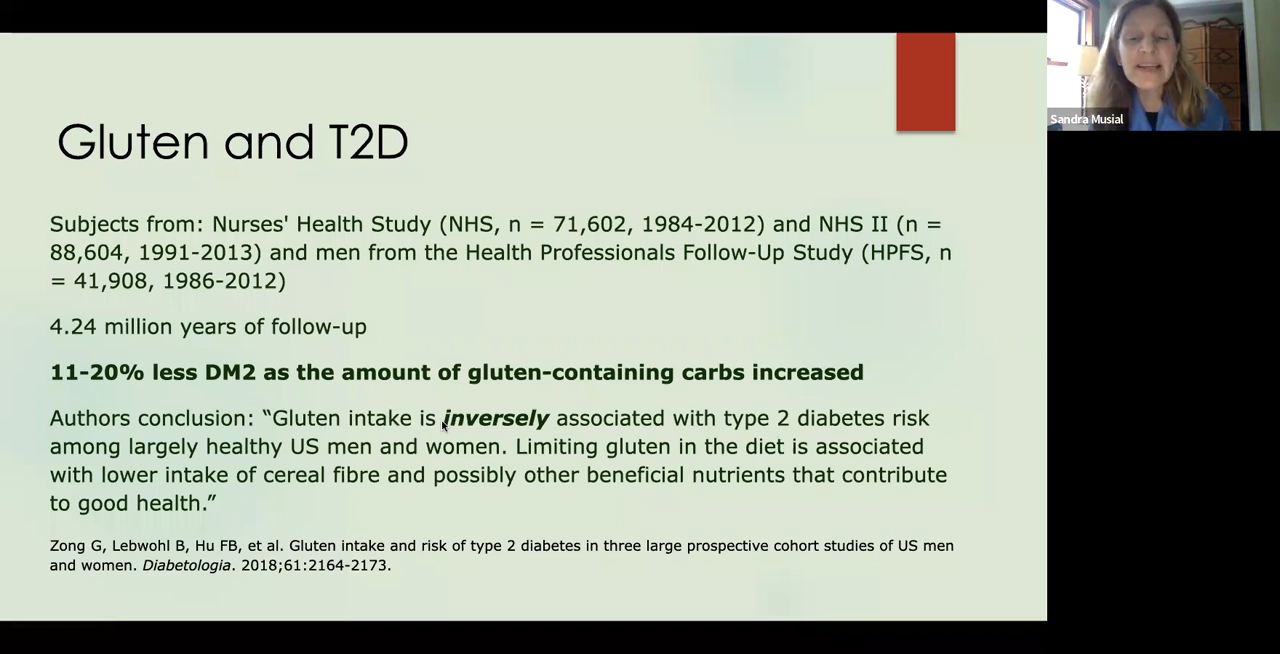 Gluten and T2D
Subjects from: Nurses' Health Study (NHS, n = 71,602, 1984-2012) and NHS II (n =
88,604, 1991-2013) and men from the Health Professionals Follow-Up Study (HPFS, n
= 41,908, 1986-2012)
4.24 million years of follow-up
11-20% less DM2 as the amount of gluten-containing carbs increased
Authors conclusion: “Gluten intake is inversely associated with type 2 diabetes risk
among largely healthy US men and women. Limiting gluten in the diet is associated
with lower intake of cereal fibre and possibly other beneficial nutrients that contribute
to good health.”
Zong G, Lebwohl B, Hu FB, et al. Gluten intake and risk of type 2 diabetes in three large prospective cohort studies of US men
and women. Diabetologia. 2018;61:2164-2173.
Sandra Musial